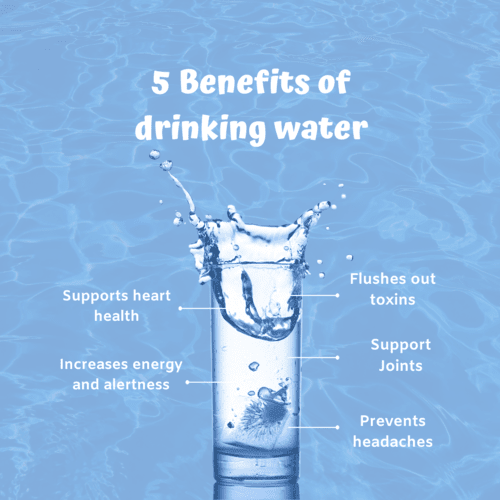 5 Benefits of
drinking water
Supports heart
health
Increases energy
and alertness
Flushes out
toxins
Support
Joints
Prevents
headaches